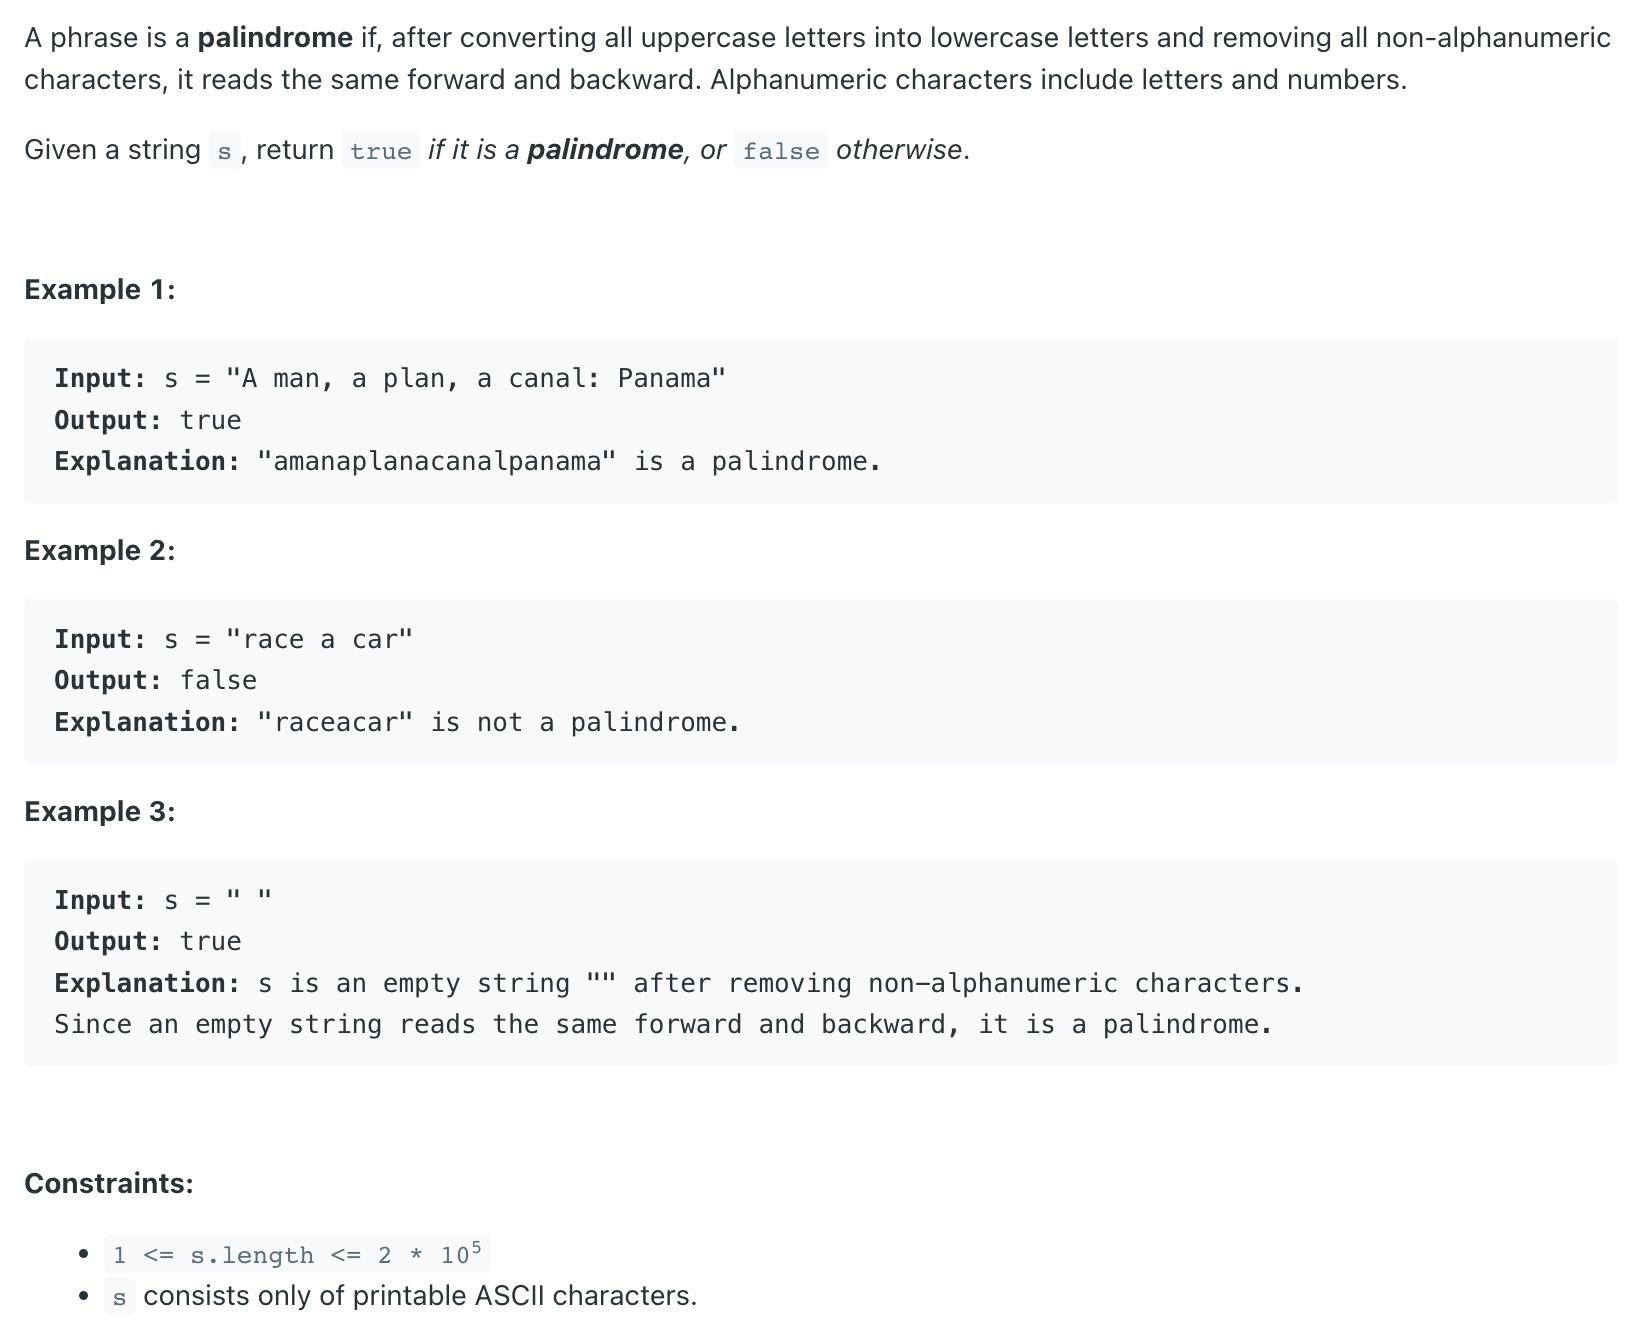 A phrase is a palindrome if, after converting all uppercase letters into lowercase letters and removing all non-alphanumeric
characters, it reads the same forward and backward. Alphanumeric characters include letters and numbers.
Given a string s, return true if it is a palindrome, or false otherwise.
Example 1:
Input: s = "A man, a plan, a canal: Panama"
Output: true
Explanation: "amanaplanacanalpanama" is a palindrome.
Example 2:
Input: s = "race a car"
Output: false
Explanation: "raceacar" is not a palindrome.
Example 3:
Input: s = " "
Output: true
Explanation: s is an empty string "" after removing non-alphanumeric characters.
Since an empty string reads the same forward and backward, it is a palindrome.
Constraints:
• 1 <= s.length <= 2 * 10⁵
• s consists only of printable ASCII characters.